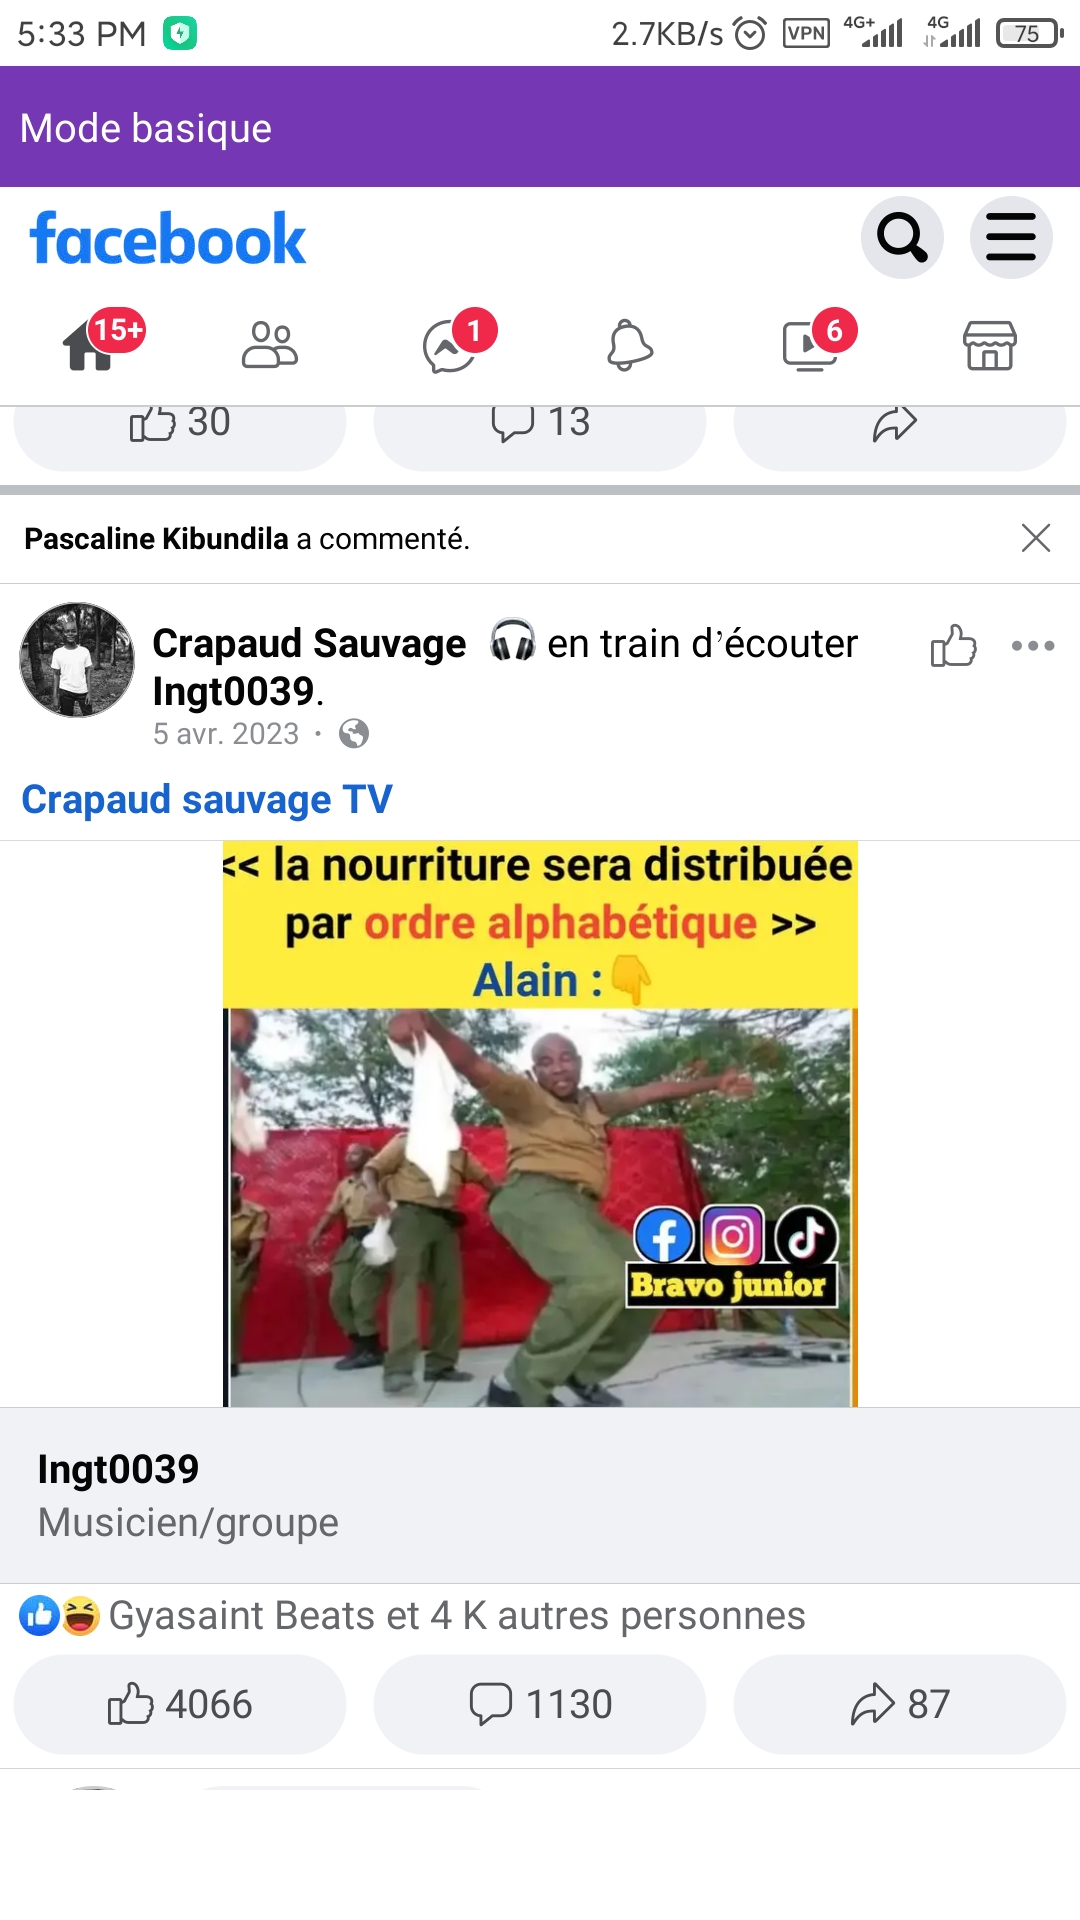 5:33 PM
2.7KB/s VPN 4G+ 4G 75
Mode basique
facebook
15+ 1 6
30 13
Pascaline Kibundila a commenté.
Crapaud Sauvage 🎧 en train d’écouter
Ingt0039.
5 avr. 2023 ·
Crapaud sauvage TV
<< la nourriture sera distribuée
par ordre alphabétique >>
Alain :👇
Bravo junior
Ingt0039
Musicien/groupe
Gyasaint Beats et 4 K autres personnes
4066 1130 87